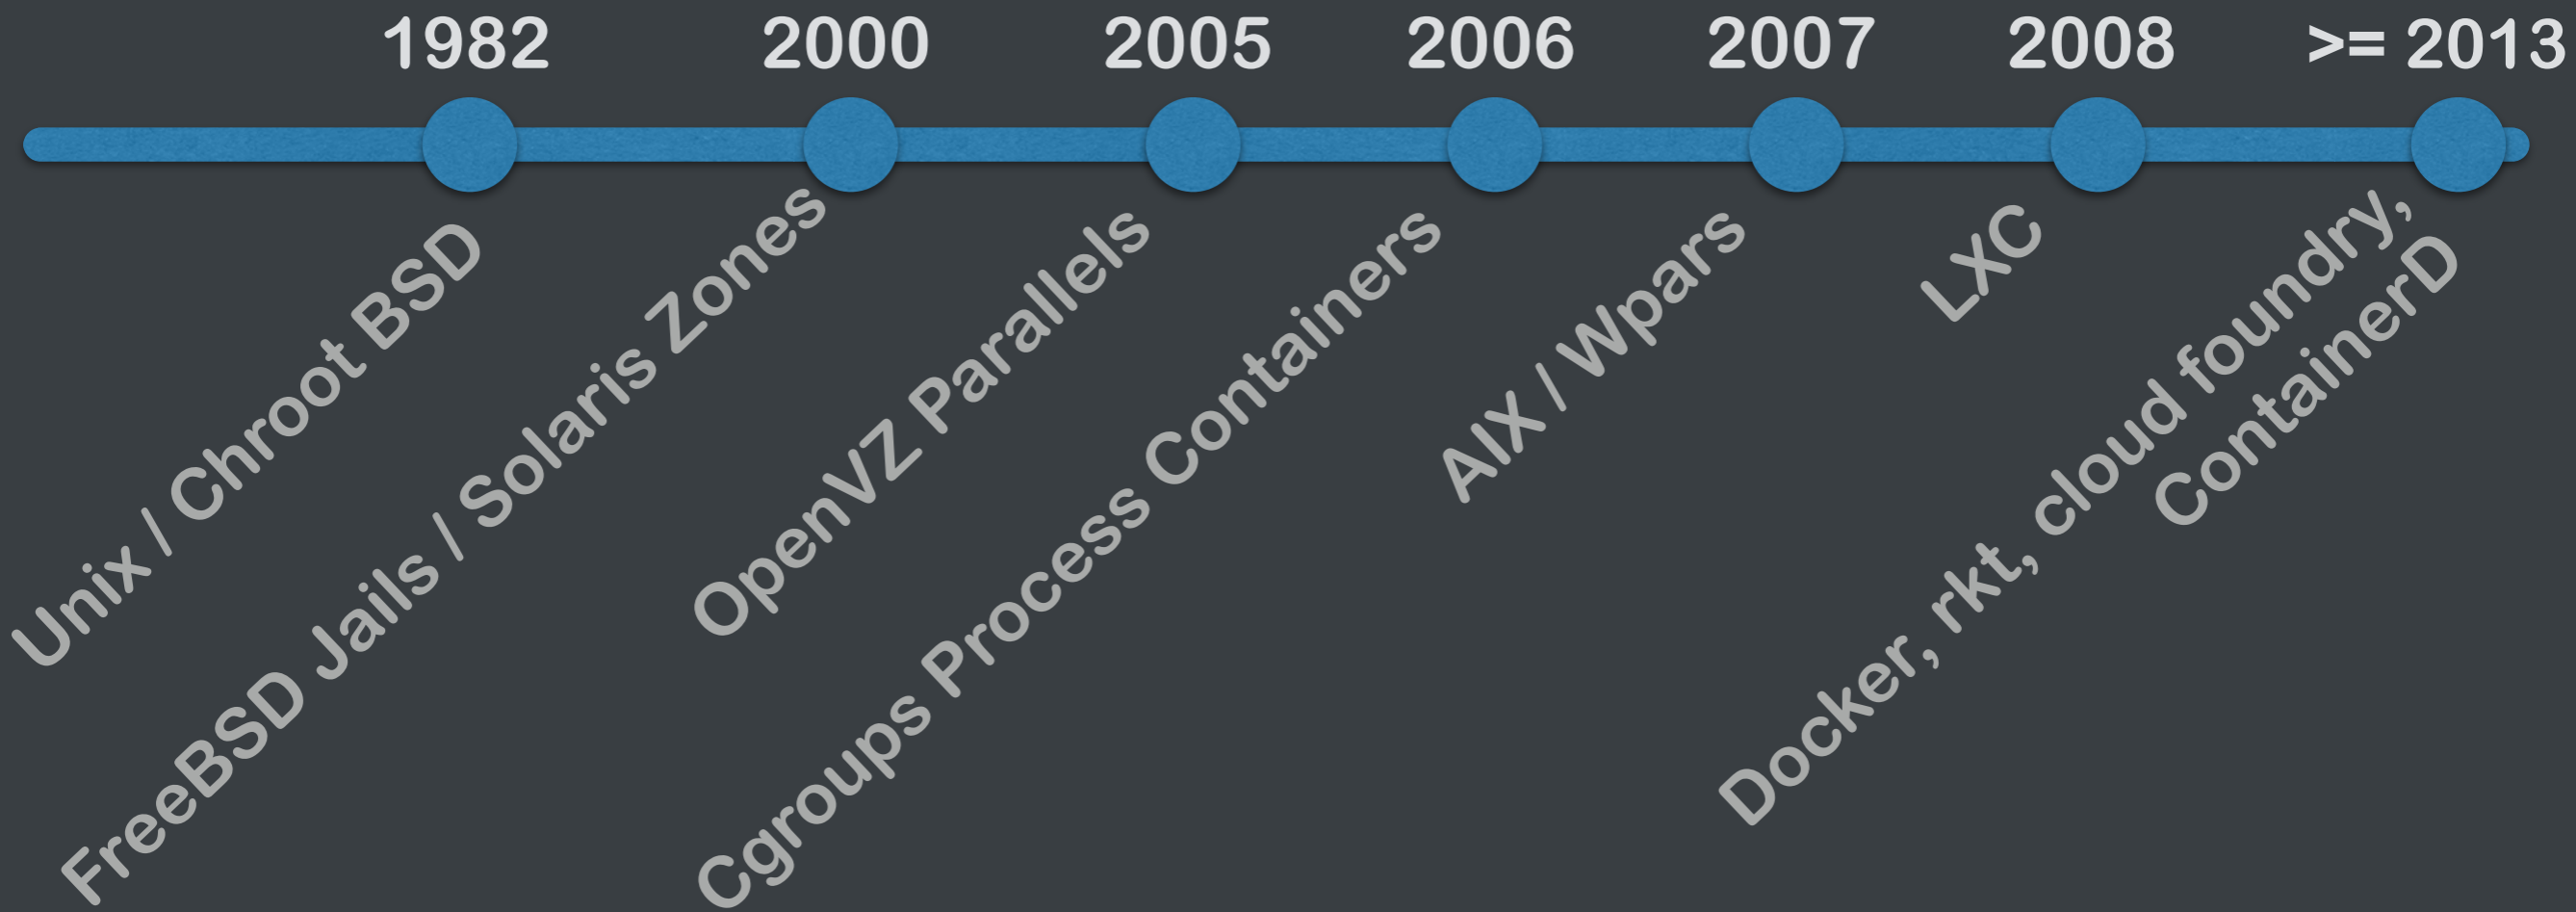 1982
2000
2005
2006
2007
2008
>= 2013
Unix / Chroot BSD
FreeBSD Jails / Solaris Zones
OpenVZ Parallels
Cgroups Process Containers
AIX / Wpars
LXC
Docker, rkt, cloud foundry,
ContainerD